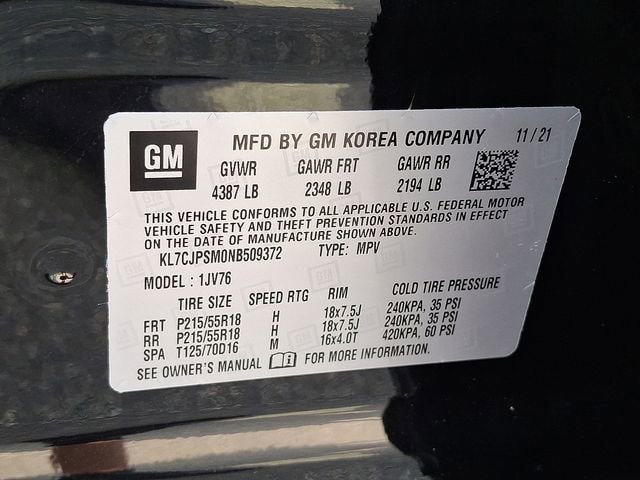 GM MFD BY GM KOREA COMPANY 11/21
GVWR GAWR FRT GAWR RR
4387 LB 2348 LB 2194 LB
THIS VEHICLE CONFORMS TO ALL APPLICABLE U.S. FEDERAL MOTOR
VEHICLE SAFETY AND THEFT PREVENTION STANDARDS IN EFFECT
ON THE DATE OF MANUFACTURE SHOWN ABOVE.
KL7CJPSM0NB509372 TYPE: MPV
MODEL: 1JV76
TIRE SIZE SPEED RTG RIM COLD TIRE PRESSURE
FRT P215/55R18 H 18x7.5J 240KPA, 35 PSI
RR P215/55R18 H 18x7.5J 240KPA, 35 PSI
SPA T125/70D16 M 16x4.0T 420KPA, 60 PSI
SEE OWNER'S MANUAL i FOR MORE INFORMATION.